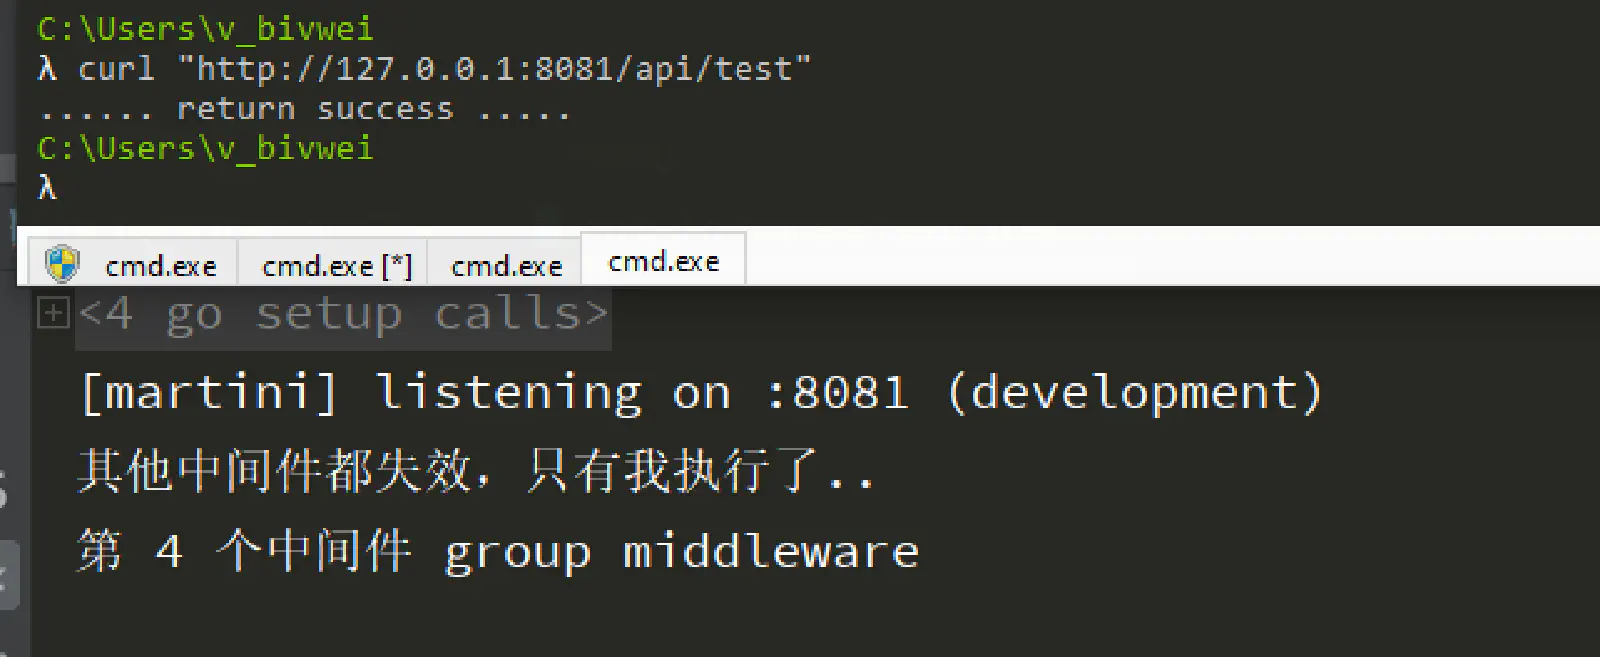 C:\Users\v_bivwei
λ curl "http://127.0.0.1:8081/api/test"
...... return success .....
C:\Users\v_bivwei
λ
cmd.exe cmd.exe [*] cmd.exe cmd.exe
<4 go setup calls>
[martini] listening on :8081 (development)
其他中间件都失效，只有我执行了..
第 4 个中间件 group middleware